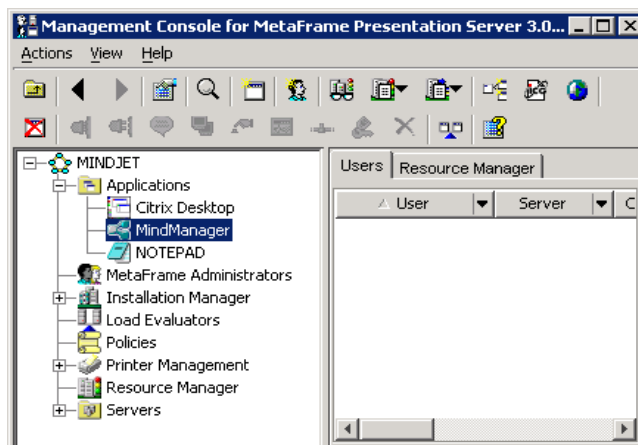 Management Console for MetaFrame Presentation Server 3.0...
Actions View Help
MINDJET
Applications
Citrix Desktop
MindManager
NOTEPAD
MetaFrame Administrators
Installation Manager
Load Evaluators
Policies
Printer Management
Resource Manager
Servers
Users Resource Manager
User Server C